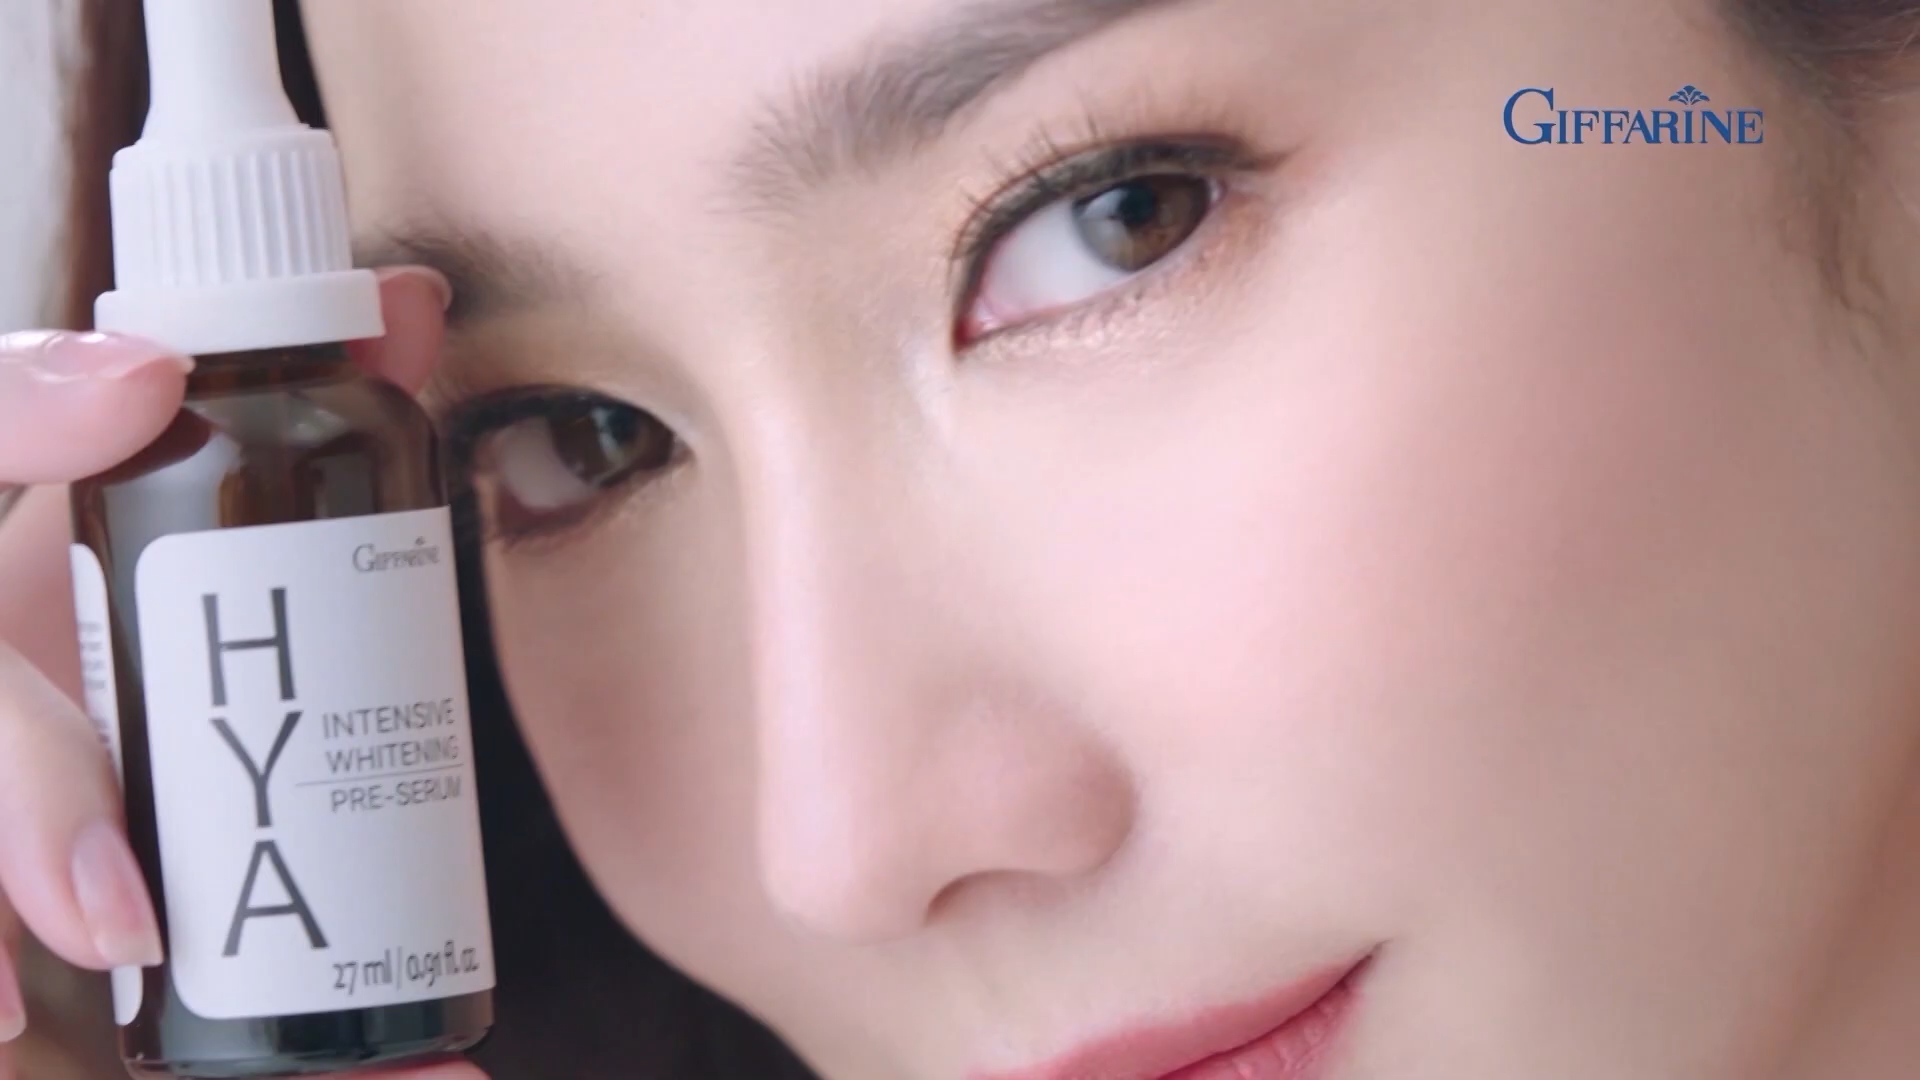 GIFFARINE
GIFFARINE
HYA
INTENSIVE
WHITENING
PRE-SERUM
27 ml | 0.91 fl. oz.